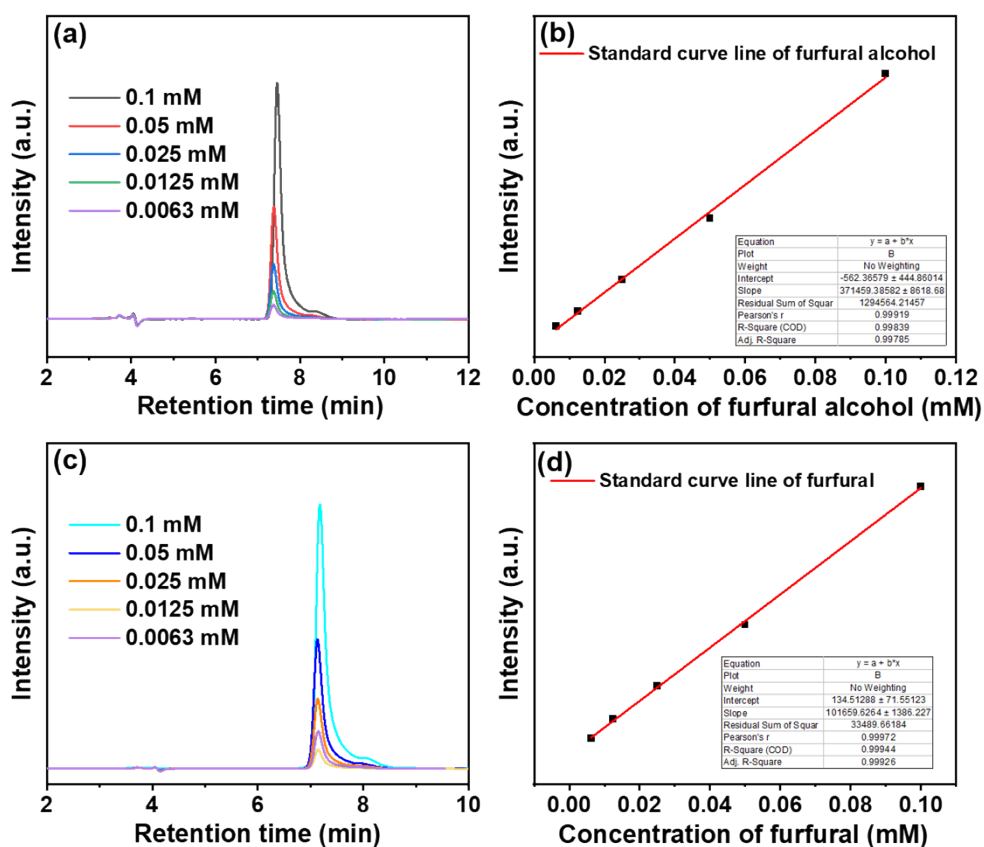 (a)
0.1 mM
0.05 mM
0.025 mM
0.0125 mM
0.0063 mM
Intensity (a.u.)
2 4 6 8 10 12
Retention time (min)
(b)
Standard curve line of furfural alcohol
Intensity (a.u.)
Equation y = a + b*x
Plot B
Weight No Weighting
Intercept -562.36579 ± 444.86014
Slope 371459.38582 ± 8618.68
Residual Sum of Squar 1294564.21457
Pearson's r 0.99919
R-Square (COD) 0.99839
Adj. R-Square 0.99785
0.00 0.02 0.04 0.06 0.08 0.10 0.12
Concentration of furfural alcohol (mM)
(c)
0.1 mM
0.05 mM
0.025 mM
0.0125 mM
0.0063 mM
Intensity (a.u.)
2 4 6 8 10
Retention time (min)
(d)
Standard curve line of furfural
Intensity (a.u.)
Equation y = a + b*x
Plot B
Weight No Weighting
Intercept 134.51288 ± 71.55123
Slope 101659.6264 ± 1386.227
Residual Sum of Squar 33489.66184
Pearson's r 0.99972
R-Square (COD) 0.99944
Adj. R-Square 0.99926
0.00 0.02 0.04 0.06 0.08 0.10
Concentration of furfural (mM)